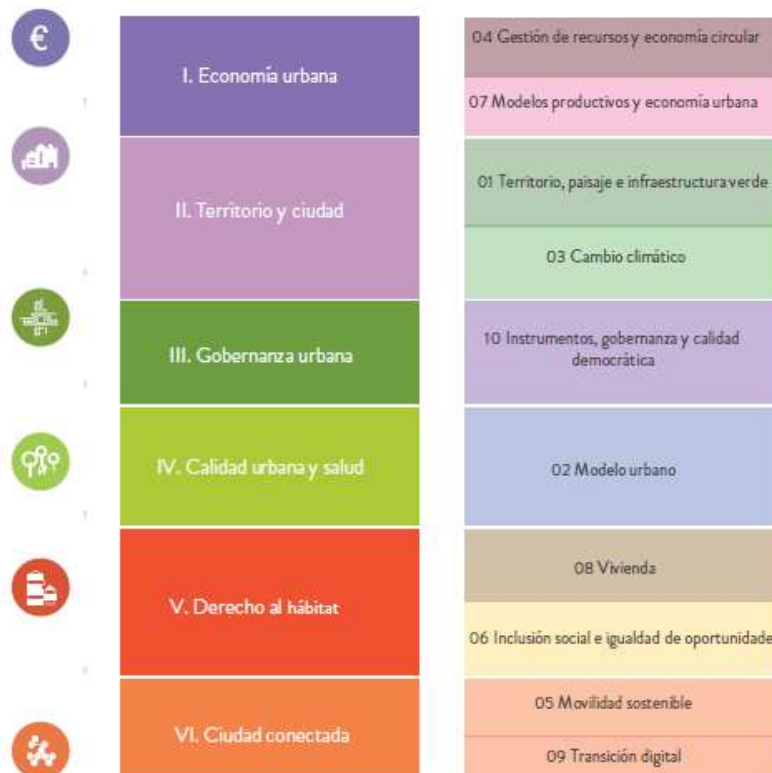 €
I. Economía urbana
04 Gestión de recursos y economía circular
07 Modelos productivos y economía urbana
II. Territorio y ciudad
01 Territorio, paisaje e infraestructura verde
03 Cambio climático
III. Gobernanza urbana
10 Instrumentos, gobernanza y calidad
democrática
IV. Calidad urbana y salud
02 Modelo urbano
V. Derecho al hábitat
08 Vivienda
06 Inclusión social e igualdad de oportunidade
VI. Ciudad conectada
05 Movilidad sostenible
09 Transición digital